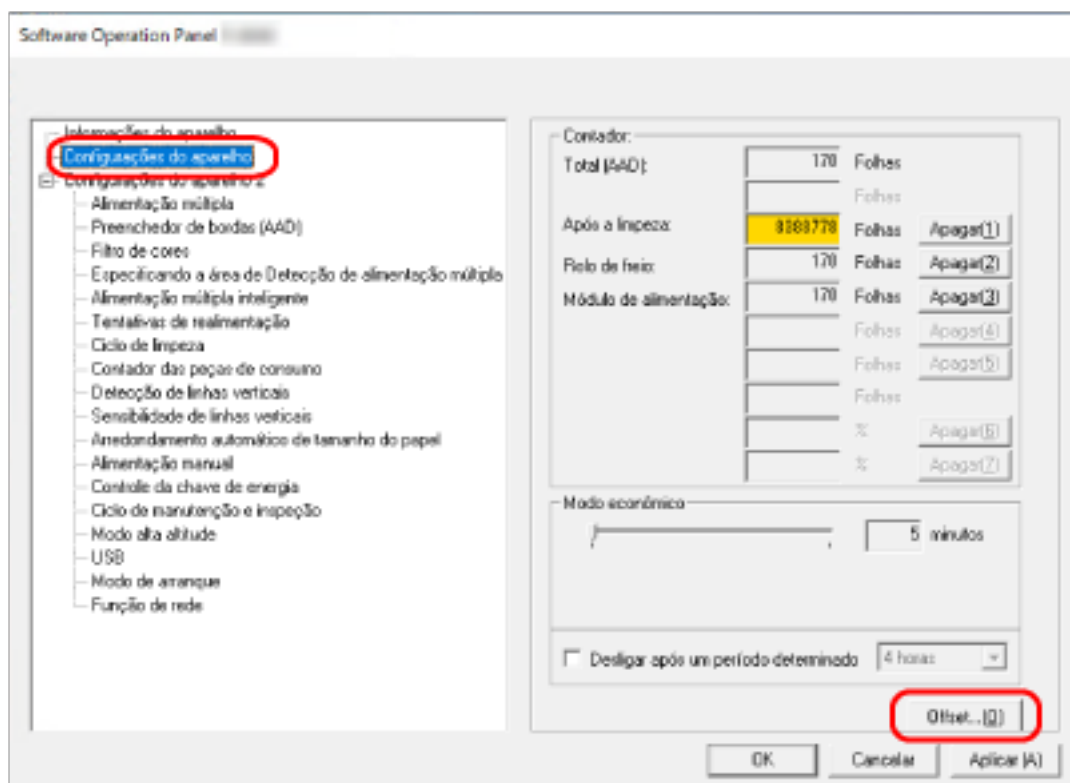 Software Operation Panel
Informações do aparelho
Configurações do aparelho
Configurações do aparelho 2
Alimentação múltipla
Preenchedor de bordas (AAD)
Filtro de cores
Especificando a área de Detecção de alimentação múltipla
Alimentação múltipla inteligente
Tentativas de realimentação
Ciclo de limpeza
Contador das peças de consumo
Detecção de linhas verticais
Sensibilidade de linhas verticais
Arredondamento automático de tamanho do papel
Alimentação manual
Controle da chave de energia
Ciclo de manutenção e inspeção
Modo alta altitude
USB
Modo de arranque
Função de rede
Contador:
Total (AAD): 170 Folhas
Folhas
Após a limpeza: 8388778 Folhas Apagar(1)
Rolo de freio: 170 Folhas Apagar(2)
Módulo de alimentação: 170 Folhas Apagar(3)
Folhas Apagar(4)
Folhas Apagar(5)
Folhas
% Apagar(6)
% Apagar(7)
Modo econômico
5 minutos
Desligar após um período determinado 4 horas
Offset...(O)
OK Cancelar Aplicar (A)